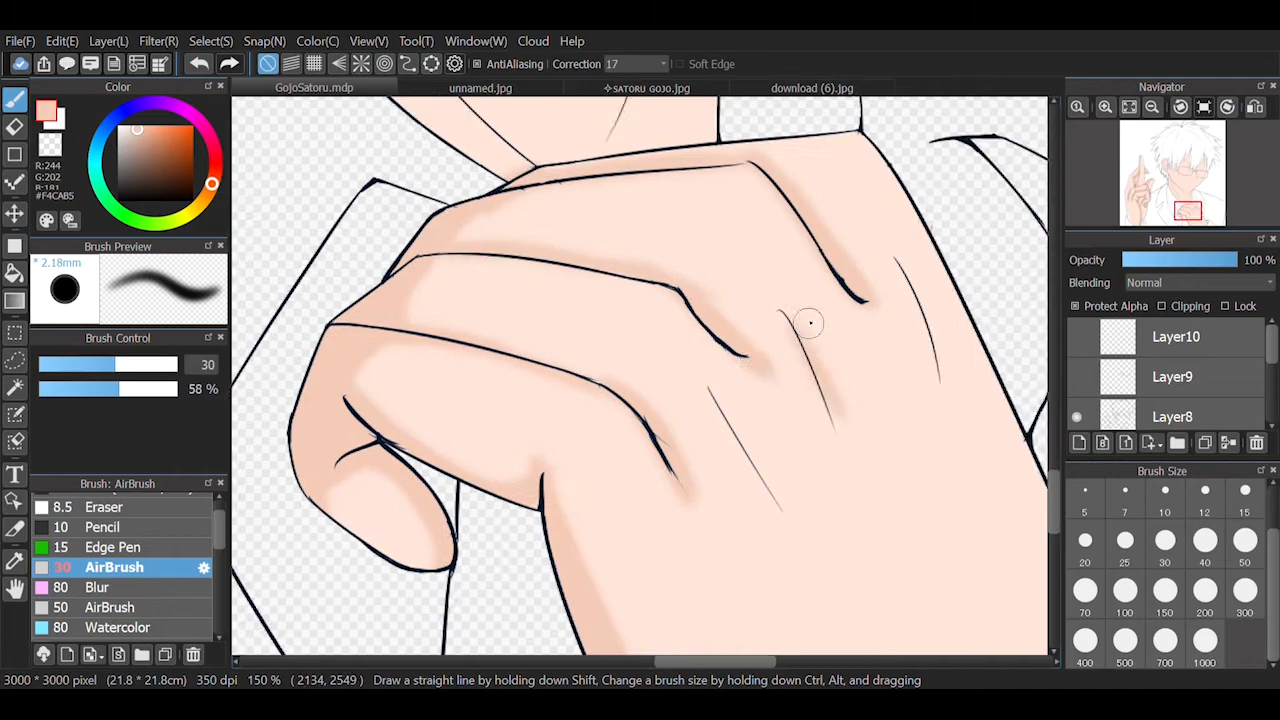 File(F) Edit(E) Layer(L) Filter(R) Select(S) Snap(N) Color(C) View(V) Tool(T) Window(W) Cloud Help
AntiAliasing Correction 17 Soft Edge
Color
GojoSatoru.mdp unnamed.jpg ✧SATORU GOJO.jpg download (6).jpg
Navigator
R:244
G:202
B:181
#F4CAB5
Brush Preview
* 2.18mm
Brush Control
30
58 %
Brush: AirBrush
8.5 Eraser
10 Pencil
15 Edge Pen
30 AirBrush
80 Blur
50 AirBrush
80 Watercolor
Layer
Opacity 100 %
Blending Normal
Protect Alpha Clipping Lock
Layer10
Layer9
Layer8
Brush Size
5 7 10 12 15
20 25 30 40 50
70 100 150 200 300
400 500 700 1000
3000 * 3000 pixel (21.8 * 21.8cm) 350 dpi 150 % ( 2134, 2549 ) Draw a straight line by holding down Shift, Change a brush size by holding down Ctrl, Alt, and dragging